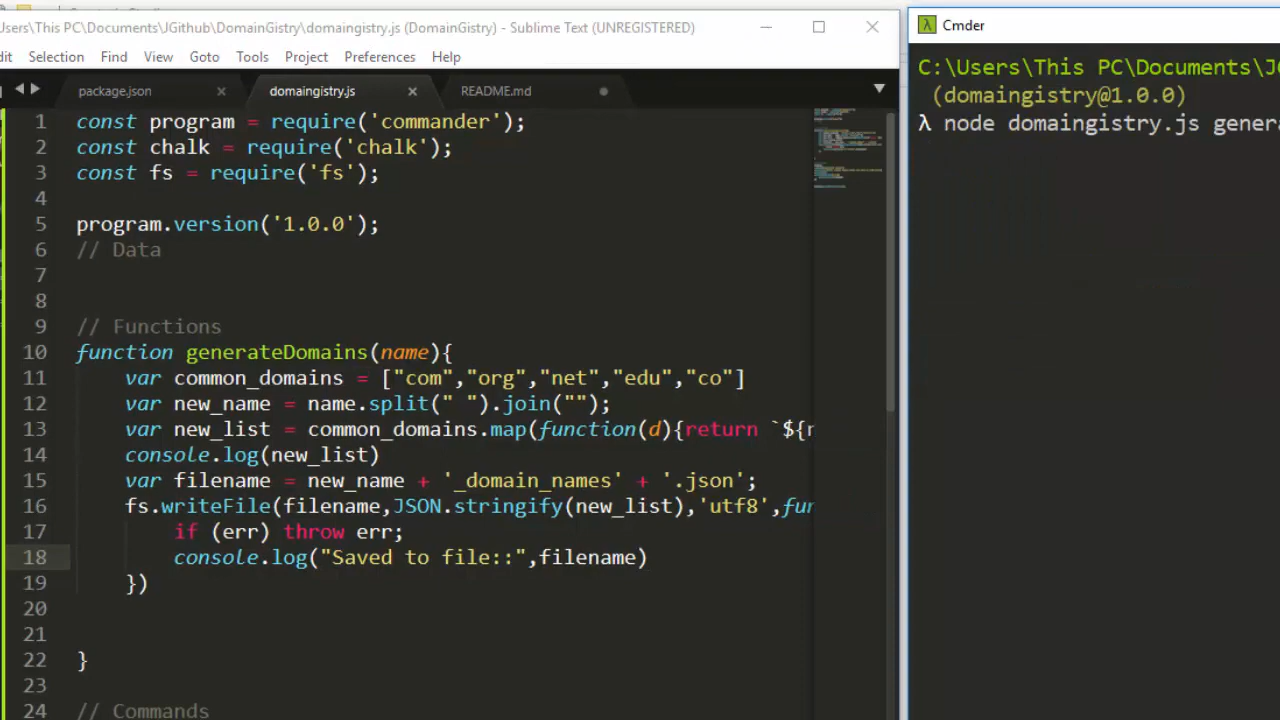 Users\This PC\Documents\JGithub\DomainGistry\domaingistry.js (DomainGistry) - Sublime Text (UNREGISTERED)
Selection Find View Goto Tools Project Preferences Help
package.json domaingistry.js README.md
1 const program = require('commander');
2 const chalk = require('chalk');
3 const fs = require('fs');
4
5 program.version('1.0.0');
6 // Data
7
8
9 // Functions
10 function generateDomains(name){
11 var common_domains = ["com","org","net","edu","co"]
12 var new_name = name.split(" ").join("");
13 var new_list = common_domains.map(function(d){return `${
14 console.log(new_list)
15 var filename = new_name + '_domain_names' + '.json';
16 fs.writeFile(filename,JSON.stringify(new_list),'utf8',fu
17 if (err) throw err;
18 console.log("Saved to file::",filename)
19 })
20
21
22 }
23
24 // Commands
Cmder
C:\Users\This PC\Documents\JG
(domaingistry@1.0.0)
λ node domaingistry.js gener